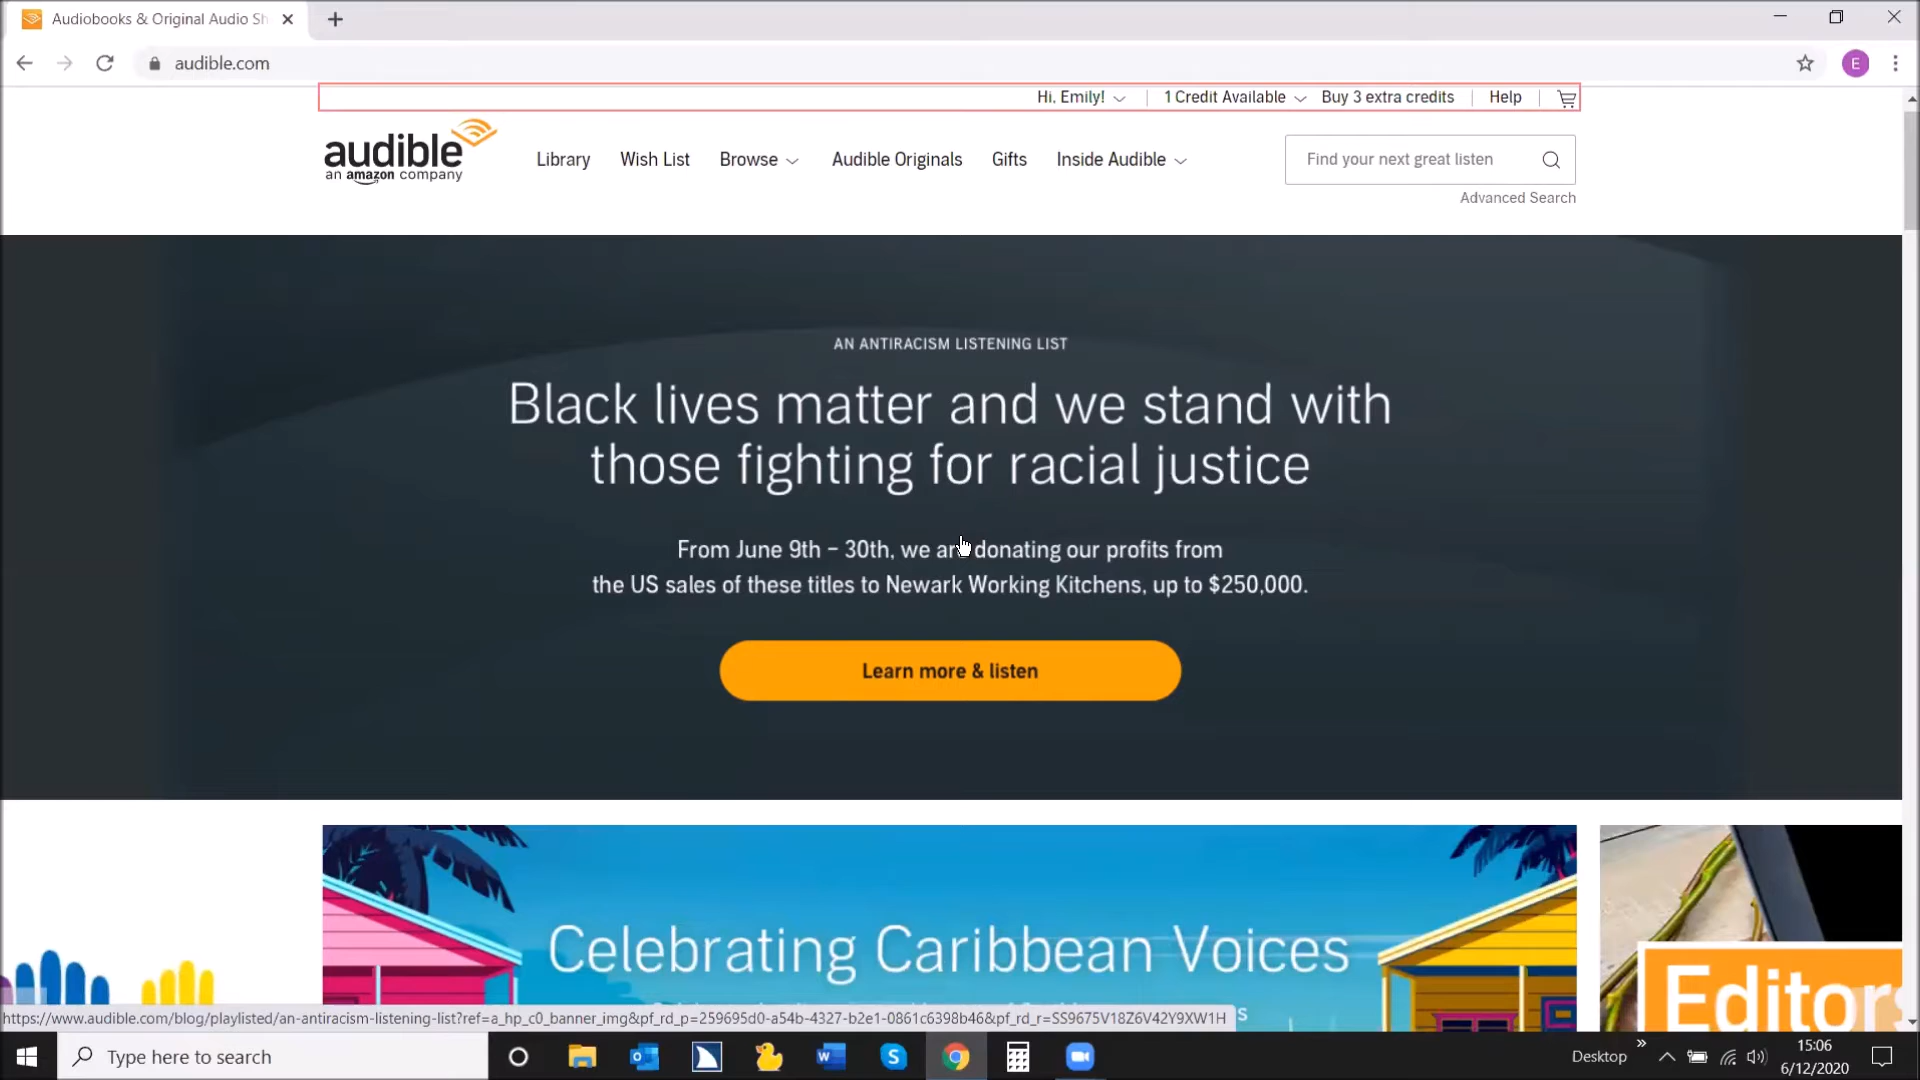 Audiobooks & Original Audio Sh
audible.com
E
Hi, Emily!
1 Credit Available
Buy 3 extra credits
Help
audible
an amazon company
Library
Wish List
Browse
Audible Originals
Gifts
Inside Audible
Find your next great listen
Advanced Search
AN ANTIRACISM LISTENING LIST
Black lives matter and we stand with
those fighting for racial justice
From June 9th – 30th, we are donating our profits from
the US sales of these titles to Newark Working Kitchens, up to $250,000.
Learn more & listen
Celebrating Caribbean Voices
Editors
https://www.audible.com/blog/playlisted/an-antiracism-listening-list?ref=a_hp_c0_banner_img&pf_rd_p=259695d0-a54b-4327-b2e1-0861c6398b46&pf_rd_r=SS9675V18Z6V42Y9XW1H
Type here to search
Desktop
15:06
6/12/2020